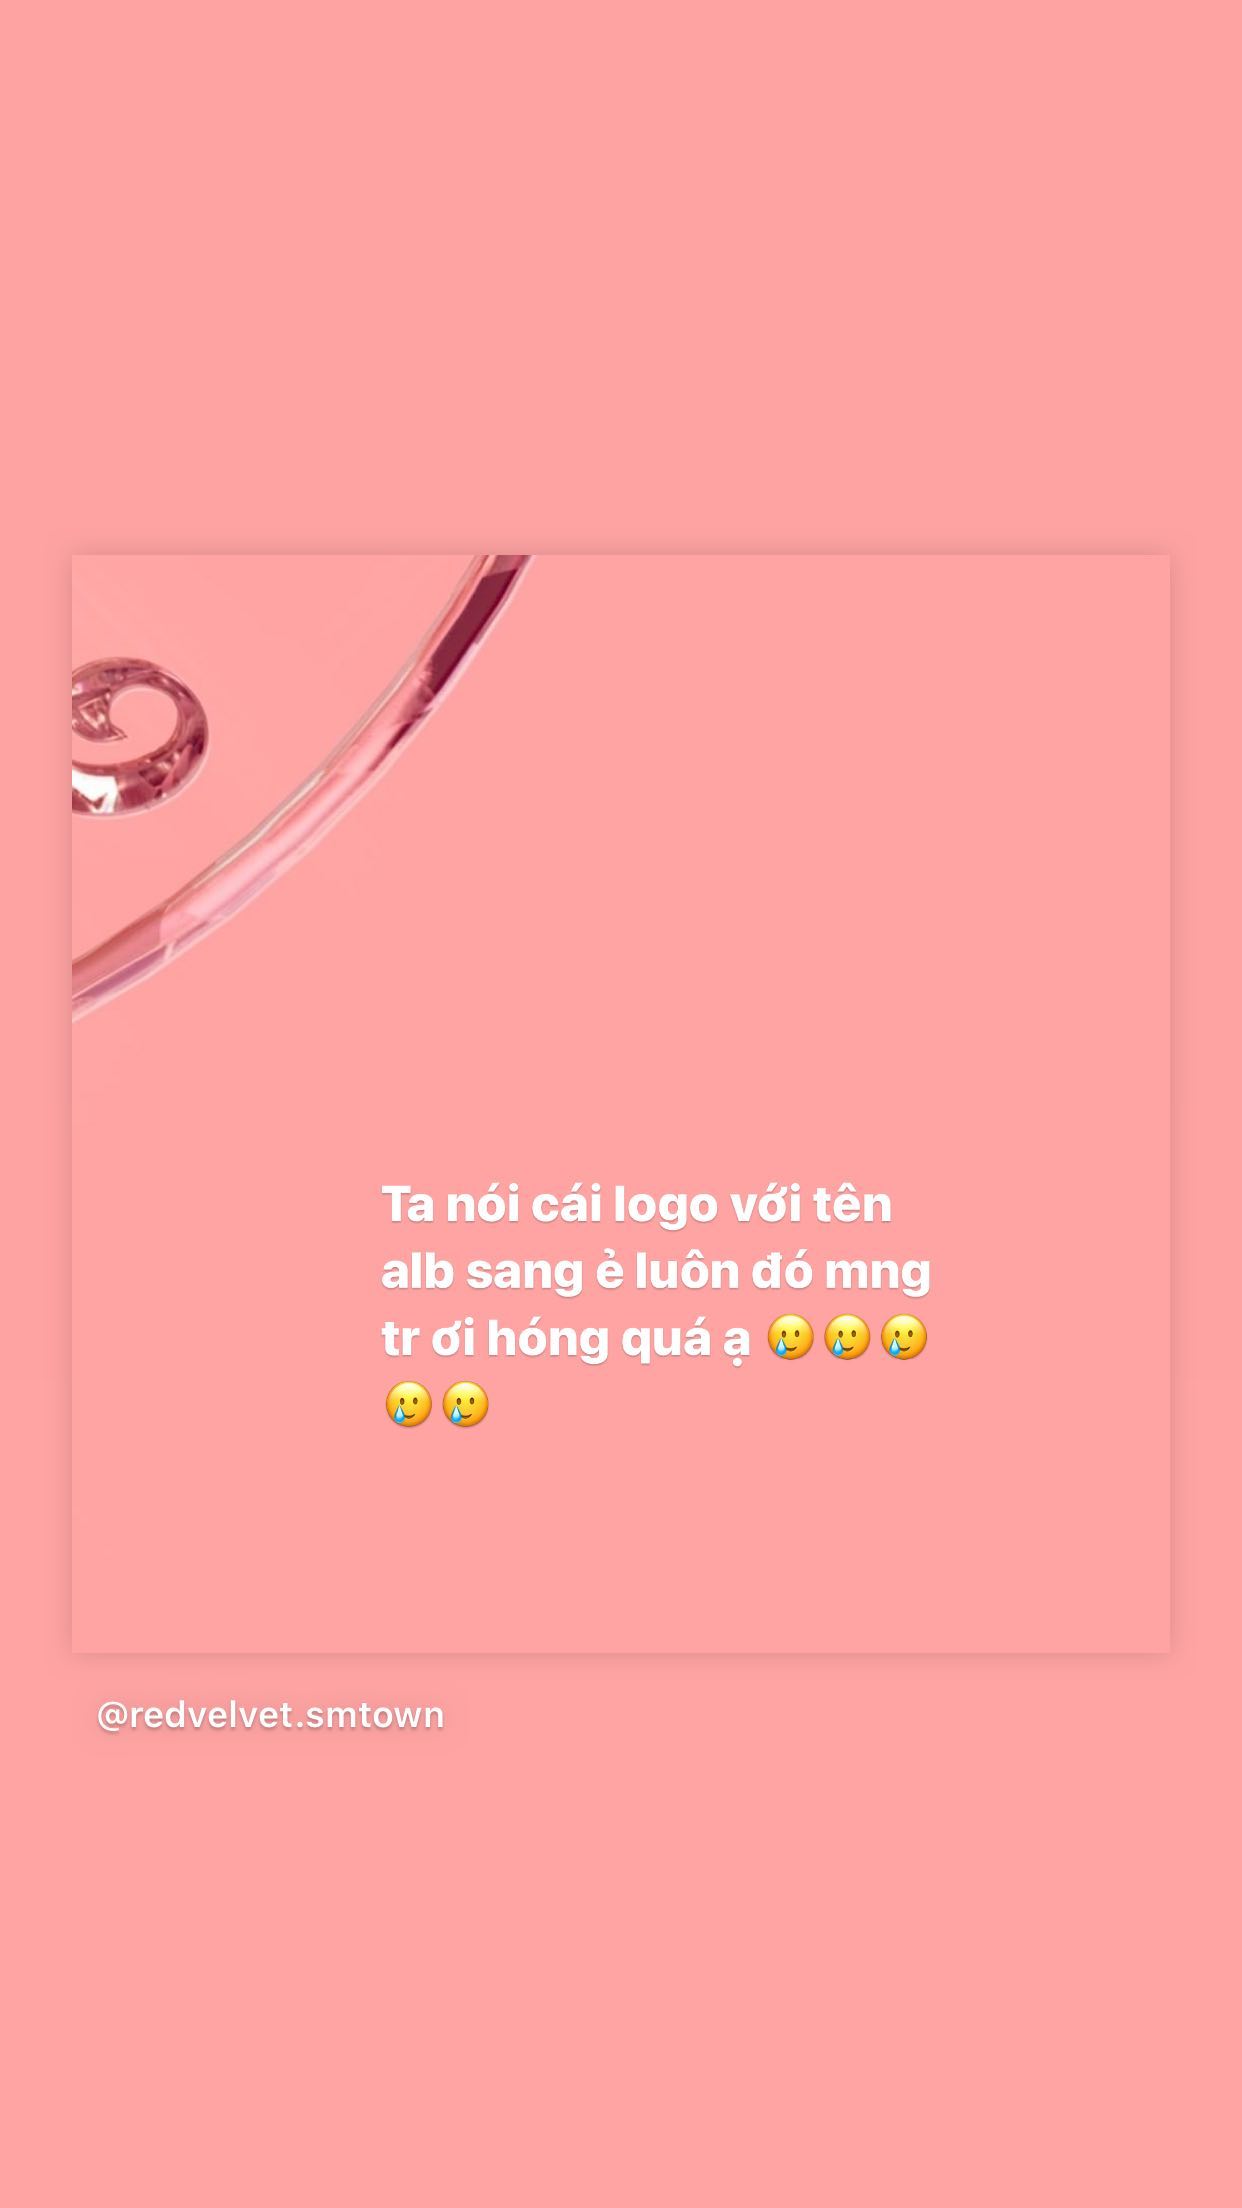 Ta nói cái logo với tên
alb sang ẻ luôn đó mng
tr ơi hóng quá ạ 🥲🥲🥲
🥲🥲
@redvelvet.smtown